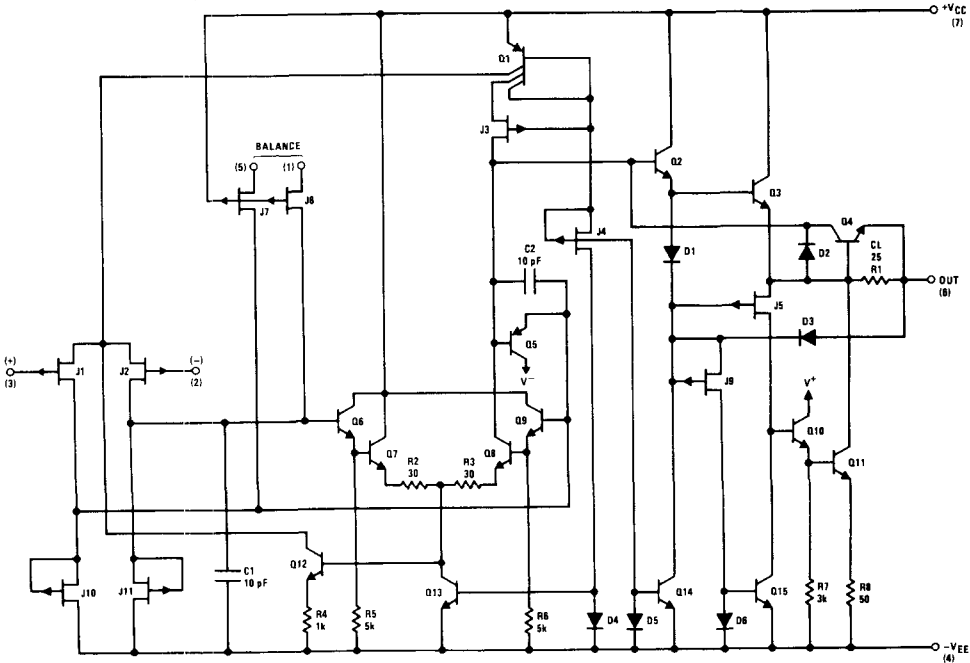 +VCC
(7)
Q1
J3
BALANCE
(5)
(1)
J7
J6
Q2
Q3
Q4
J4
C2
10 pF
D1
D2
CL
25
R1
OUT
(6)
J5
D3
Q5
V−
(+)
(3)
J1
J2
(−)
(2)
J9
V+
Q6
Q7
R2
30
R3
30
Q8
Q9
Q10
Q11
J10
J11
C1
10 pF
Q12
Q13
R4
1k
R5
5k
R6
5k
D4
D5
Q14
D6
Q15
R7
3k
R8
50
−VEE
(4)